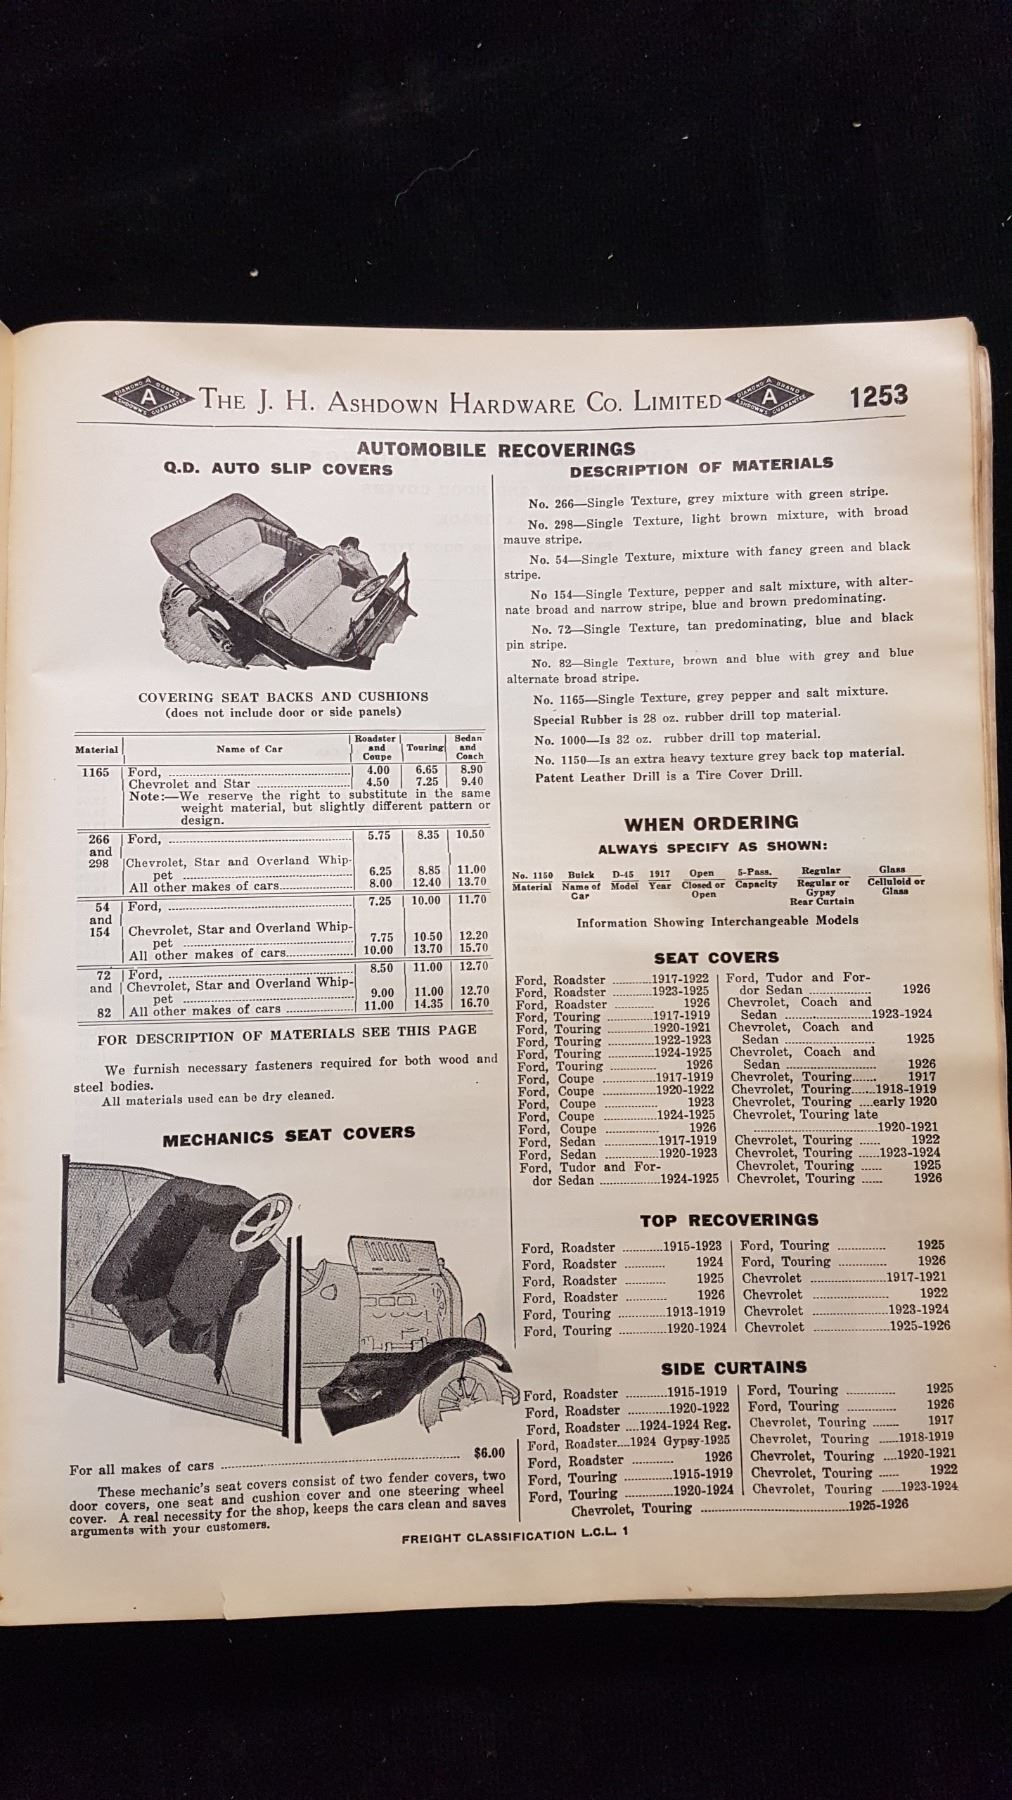 DIAMOND A BRAND
A
ASHDOWN'S GUARANTEE
THE J. H. ASHDOWN HARDWARE CO. LIMITED
DIAMOND A BRAND
A
ASHDOWN'S GUARANTEE
1253
AUTOMOBILE RECOVERINGS
Q.D. AUTO SLIP COVERS
COVERING SEAT BACKS AND CUSHIONS
(does not include door or side panels)
Material | Name of Car | Roadster and Coupe | Touring | Sedan and Coach
1165 | Ford, 4.00 6.65 8.90
Chevrolet and Star 4.50 7.25 9.40
Note:—We reserve the right to substitute in the same
weight material, but slightly different pattern or
design.
266 Ford, 5.75 8.35 10.50
and
298 Chevrolet, Star and Overland Whip-
pet 6.25 8.85 11.00
All other makes of cars 8.00 12.40 13.70
54 Ford, 7.25 10.00 11.70
and
154 Chevrolet, Star and Overland Whip-
pet 7.75 10.50 12.20
All other makes of cars 10.00 13.70 15.70
72 Ford, 8.50 11.00 12.70
and Chevrolet, Star and Overland Whip-
pet 9.00 11.00 12.70
82 All other makes of cars 11.00 14.35 16.70
FOR DESCRIPTION OF MATERIALS SEE THIS PAGE
We furnish necessary fasteners required for both wood and
steel bodies.
All materials used can be dry cleaned.
MECHANICS SEAT COVERS
For all makes of cars $6.00
These mechanic's seat covers consist of two fender covers, two
door covers, one seat and cushion cover and one steering wheel
cover. A real necessity for the shop, keeps the cars clean and saves
arguments with your customers.
DESCRIPTION OF MATERIALS
No. 266—Single Texture, grey mixture with green stripe.
No. 298—Single Texture, light brown mixture, with broad
mauve stripe.
No. 54—Single Texture, mixture with fancy green and black
stripe.
No 154—Single Texture, pepper and salt mixture, with alter-
nate broad and narrow stripe, blue and brown predominating.
No. 72—Single Texture, tan predominating, blue and black
pin stripe.
No. 82—Single Texture, brown and blue with grey and blue
alternate broad stripe.
No. 1165—Single Texture, grey pepper and salt mixture.
Special Rubber is 28 oz. rubber drill top material.
No. 1000—Is 32 oz. rubber drill top material.
No. 1150—Is an extra heavy texture grey back top material.
Patent Leather Drill is a Tire Cover Drill.
WHEN ORDERING
ALWAYS SPECIFY AS SHOWN:
No. 1150 Buick D-45 1917 Open 5-Pass. Regular Glass
Material Name of Car Model Year Closed or Open Capacity Regular or Gypsy Rear Curtain Celluloid or Glass
Information Showing Interchangeable Models
SEAT COVERS
Ford, Roadster 1917-1922
Ford, Roadster 1923-1925
Ford, Roadster 1926
Ford, Touring 1917-1919
Ford, Touring 1920-1921
Ford, Touring 1922-1923
Ford, Touring 1924-1925
Ford, Touring 1926
Ford, Coupe 1917-1919
Ford, Coupe 1920-1922
Ford, Coupe 1923
Ford, Coupe 1924-1925
Ford, Coupe 1926
Ford, Sedan 1917-1919
Ford, Sedan 1920-1923
Ford, Tudor and For-
dor Sedan 1924-1925
Ford, Tudor and For-
dor Sedan 1926
Chevrolet, Coach and
Sedan 1923-1924
Chevrolet, Coach and
Sedan 1925
Chevrolet, Coach and
Sedan 1926
Chevrolet, Touring 1917
Chevrolet, Touring 1918-1919
Chevrolet, Touring early 1920
Chevrolet, Touring late
1920-1921
Chevrolet, Touring 1922
Chevrolet, Touring 1923-1924
Chevrolet, Touring 1925
Chevrolet, Touring 1926
TOP RECOVERINGS
Ford, Roadster 1915-1923
Ford, Roadster 1924
Ford, Roadster 1925
Ford, Roadster 1926
Ford, Touring 1913-1919
Ford, Touring 1920-1924
Ford, Touring 1925
Ford, Touring 1926
Chevrolet 1917-1921
Chevrolet 1922
Chevrolet 1923-1924
Chevrolet 1925-1926
SIDE CURTAINS
Ford, Roadster 1915-1919
Ford, Roadster 1920-1922
Ford, Roadster 1924-1924 Reg.
Ford, Roadster 1924 Gypsy-1925
Ford, Roadster 1926
Ford, Touring 1915-1919
Ford, Touring 1920-1924
Ford, Touring 1925
Ford, Touring 1926
Chevrolet, Touring 1917
Chevrolet, Touring 1918-1919
Chevrolet, Touring 1920-1921
Chevrolet, Touring 1922
Chevrolet, Touring 1923-1924
Chevrolet, Touring 1925-1926
FREIGHT CLASSIFICATION L.C.L. 1